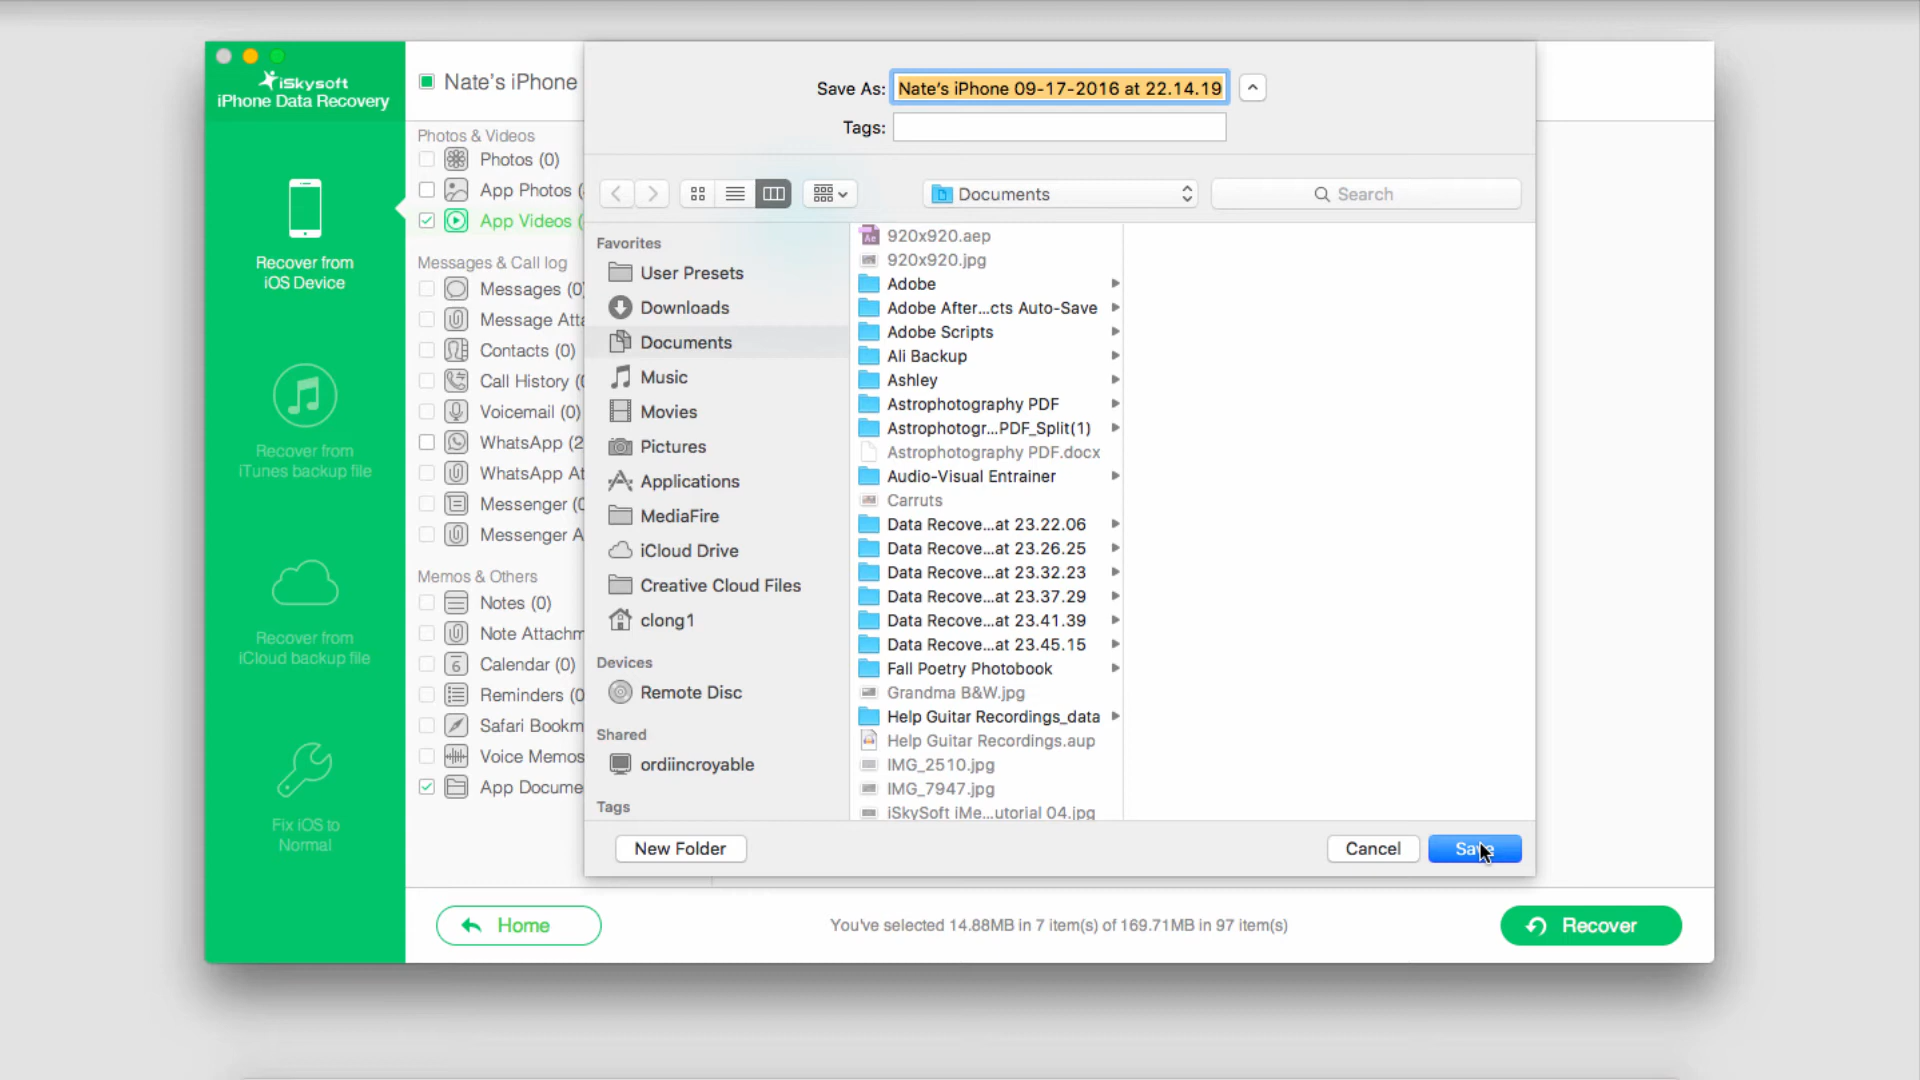 iSkysoft
iPhone Data Recovery
Recover from
iOS Device
Recover from
iTunes backup file
Recover from
iCloud backup file
Fix iOS to
Normal
Nate's iPhone
Photos & Videos
Photos (0)
App Photos (
App Videos (
Messages & Call log
Messages (0)
Message Atta
Contacts (0)
Call History (0
Voicemail (0)
WhatsApp (2
WhatsApp At
Messenger (0
Messenger A
Memos & Others
Notes (0)
Note Attachm
Calendar (0)
Reminders (0
Safari Bookm
Voice Memos
App Docume
Save As: Nate's iPhone 09-17-2016 at 22.14.19
Tags:
Documents
Search
Favorites
User Presets
Downloads
Documents
Music
Movies
Pictures
Applications
MediaFire
iCloud Drive
Creative Cloud Files
clong1
Devices
Remote Disc
Shared
ordiincroyable
Tags
920x920.aep
920x920.jpg
Adobe
Adobe After...cts Auto-Save
Adobe Scripts
Ali Backup
Ashley
Astrophotography PDF
Astrophotogr...PDF_Split(1)
Astrophotography PDF.docx
Audio-Visual Entrainer
Carruts
Data Recove...at 23.22.06
Data Recove...at 23.26.25
Data Recove...at 23.32.23
Data Recove...at 23.37.29
Data Recove...at 23.41.39
Data Recove...at 23.45.15
Fall Poetry Photobook
Grandma B&W.jpg
Help Guitar Recordings_data
Help Guitar Recordings.aup
IMG_2510.jpg
IMG_7947.jpg
iSkySoft iMe...utorial 04.jpg
New Folder
Cancel
Save
Home
You've selected 14.88MB in 7 item(s) of 169.71MB in 97 item(s)
Recover